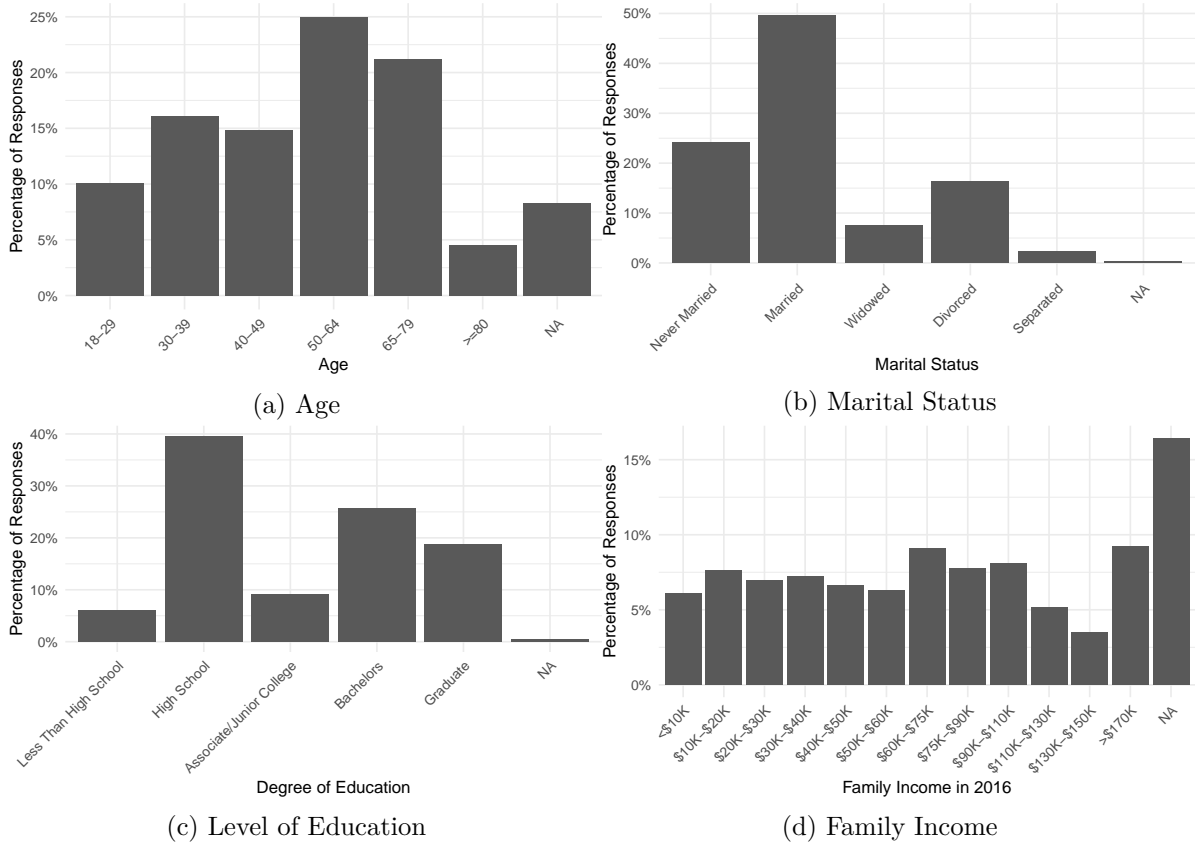 25%
20%
15%
10%
5%
0%
Percentage of Responses
18–29
30–39
40–49
50–64
65–79
>=80
NA
Age
(a) Age
50%
40%
30%
20%
10%
0%
Percentage of Responses
Never Married
Married
Widowed
Divorced
Separated
NA
Marital Status
(b) Marital Status
40%
30%
20%
10%
0%
Percentage of Responses
Less Than High School
High School
Associate/Junior College
Bachelors
Graduate
NA
Degree of Education
(c) Level of Education
15%
10%
5%
0%
Percentage of Responses
<$10K
$10K–$20K
$20K–$30K
$30K–$40K
$40K–$50K
$50K–$60K
$60K–$75K
$75K–$90K
$90K–$110K
$110K–$130K
$130K–$150K
>$170K
NA
Family Income in 2016
(d) Family Income